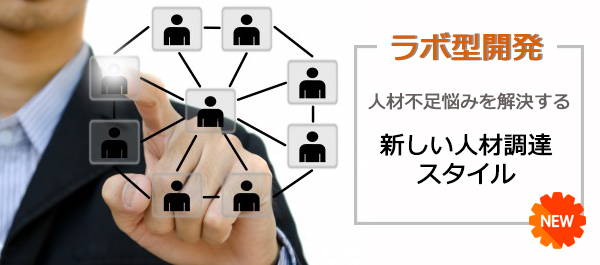 ラボ型開発
人材不足悩みを解決する
新しい人材調達
スタイル
NEW